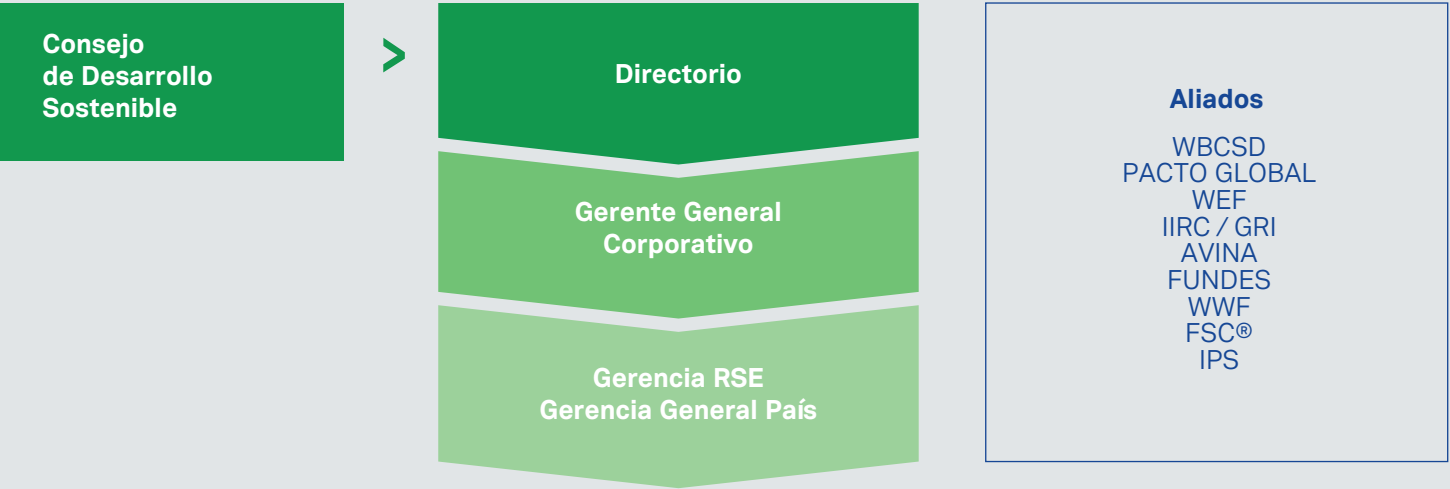 Consejo
de Desarrollo
Sostenible
>
Directorio
Gerente General
Corporativo
Gerencia RSE
Gerencia General País
Aliados
WBCSD
PACTO GLOBAL
WEF
IIRC / GRI
AVINA
FUNDES
WWF
FSC®
IPS